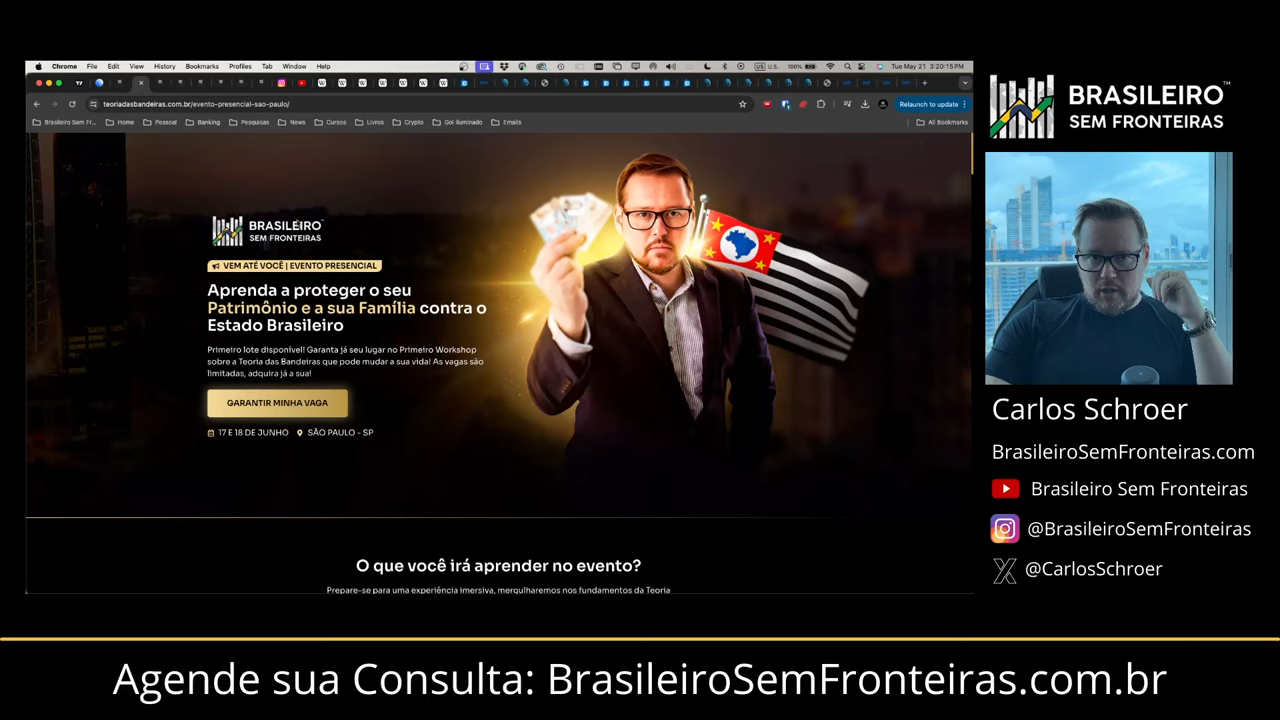 Chrome File Edit View History Bookmarks Profiles Tab Window Help
100% Tue May 21 3:20:15 PM
teoriadasbandeiras.com.br/evento-presencial-sao-paulo/
Relaunch to update
Brasileiro Sem Fr... Home Pessoal Banking Pesquisas News Cursos Livros Crypto Goi Iluminado Emails All Bookmarks
BRASILEIRO™
SEM FRONTEIRAS
VEM ATÉ VOCÊ | EVENTO PRESENCIAL
Aprenda a proteger o seu
Patrimônio e a sua Família contra o
Estado Brasileiro
Primeiro lote disponível! Garanta já seu lugar no Primeiro Workshop
sobre a Teoria das Bandeiras que pode mudar a sua vida! As vagas são
limitadas, adquira já a sua!
GARANTIR MINHA VAGA
17 E 18 DE JUNHO SÃO PAULO - SP
O que você irá aprender no evento?
Prepare-se para uma experiência imersiva, mergulharemos nos fundamentos da Teoria
BRASILEIRO™
SEM FRONTEIRAS
Carlos Schroer
BrasileiroSemFronteiras.com
Brasileiro Sem Fronteiras
@BrasileiroSemFronteiras
@CarlosSchroer
Agende sua Consulta: BrasileiroSemFronteiras.com.br